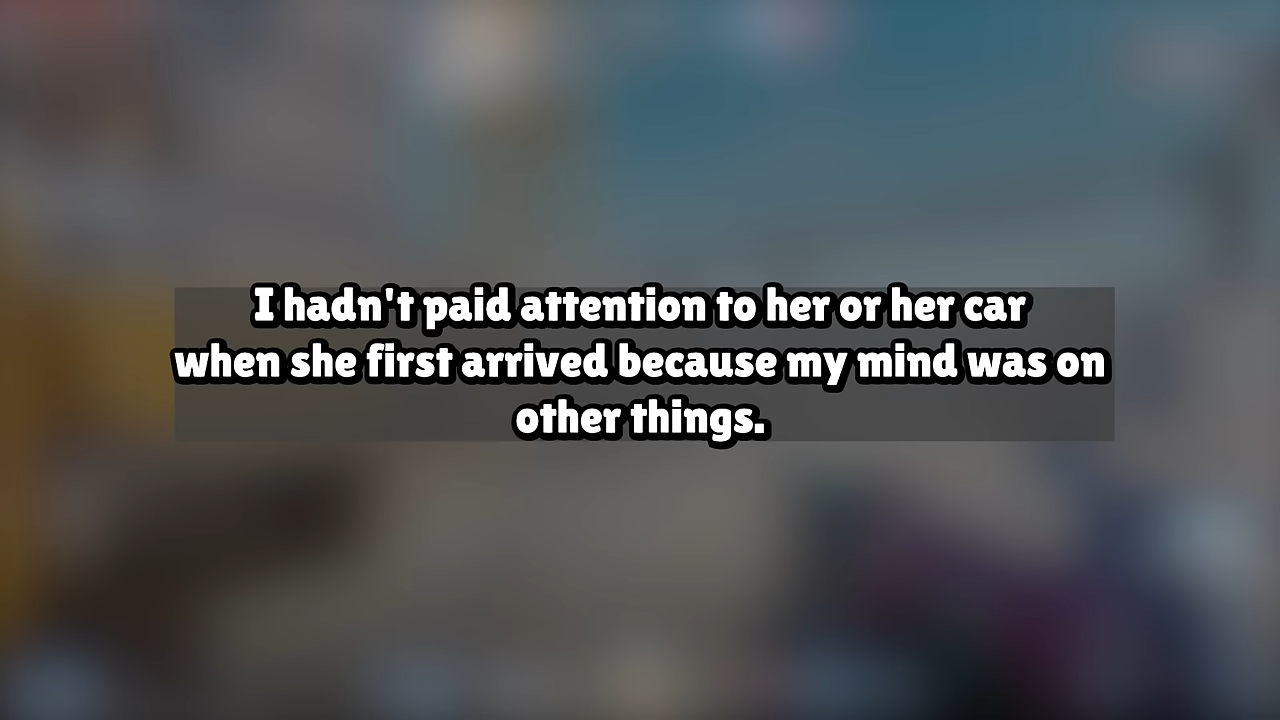 I hadn't paid attention to her or her car
when she first arrived because my mind was on
other things.